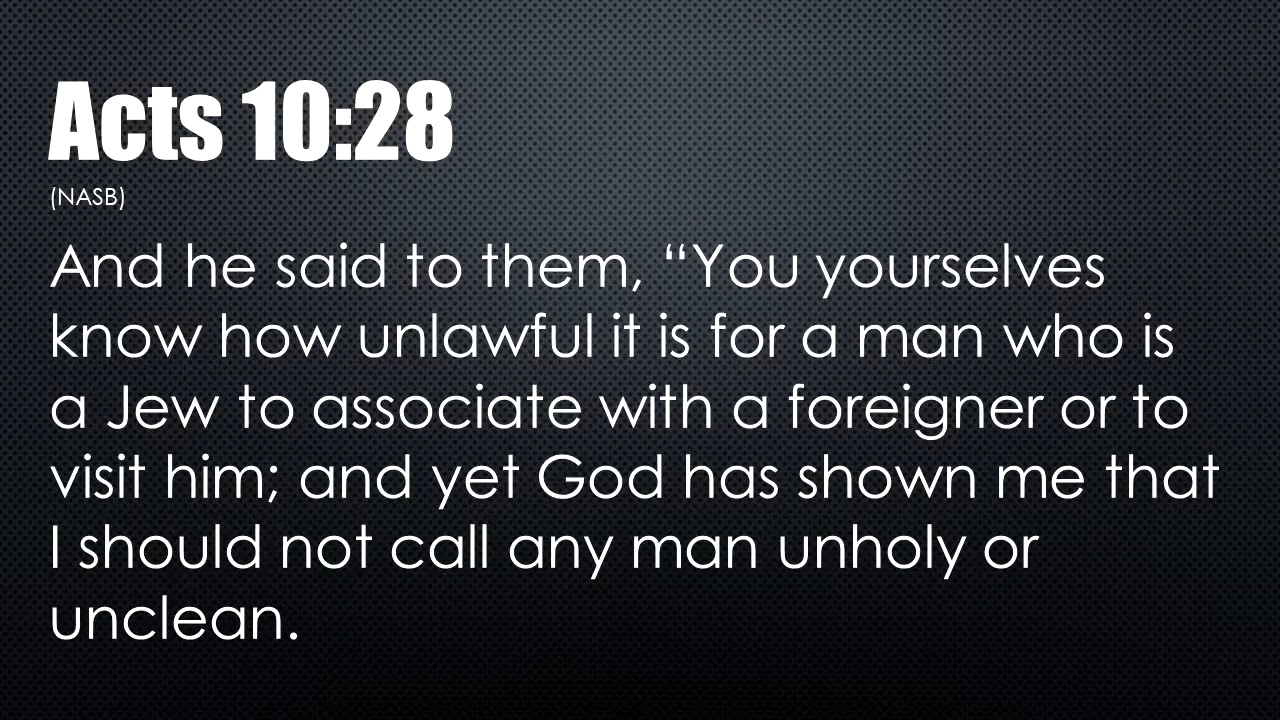 Acts 10:28
(NASB)
And he said to them, “You yourselves
know how unlawful it is for a man who is
a Jew to associate with a foreigner or to
visit him; and yet God has shown me that
I should not call any man unholy or
unclean.